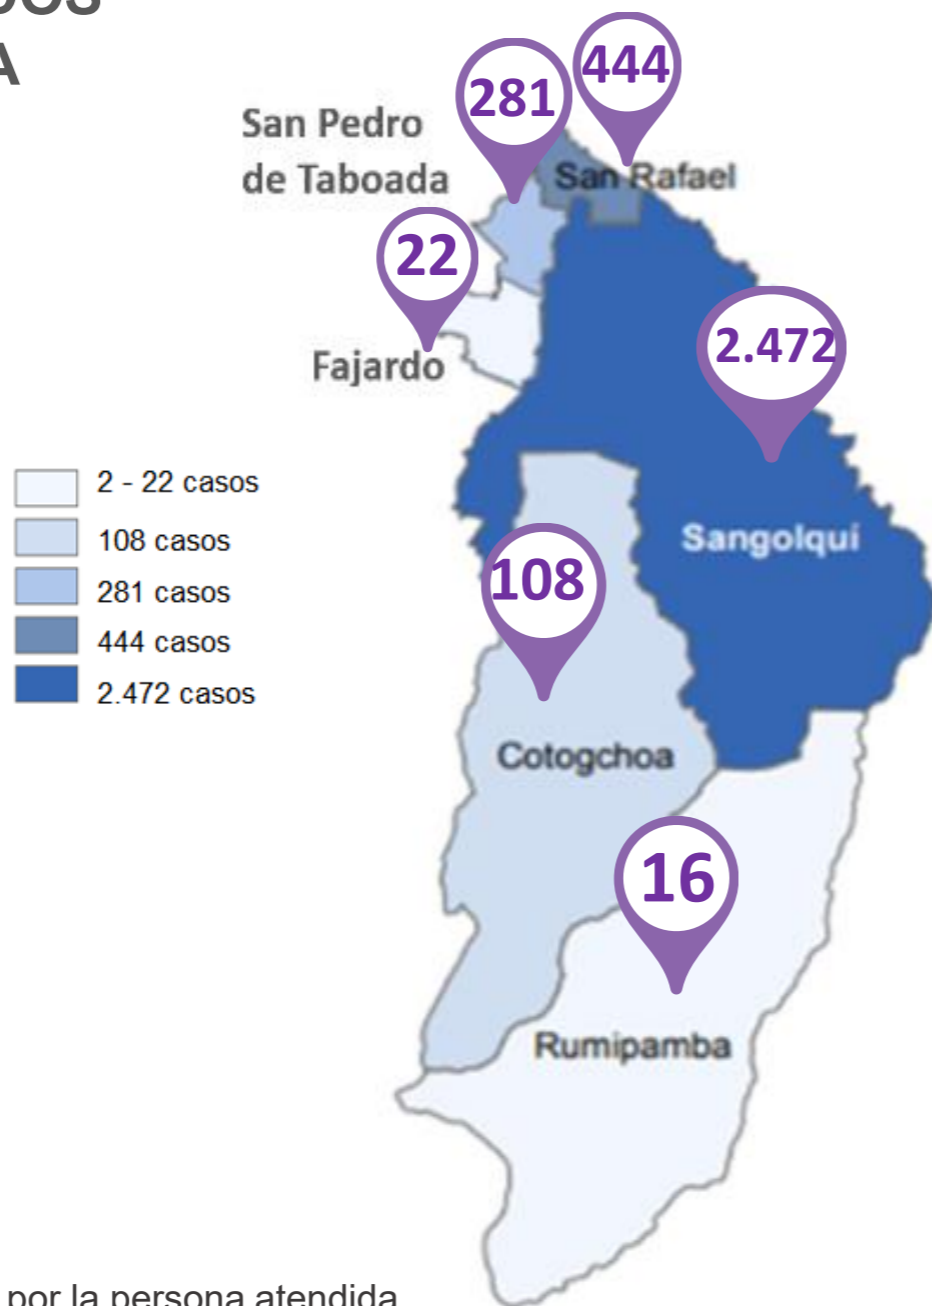 444
281
San Pedro
de Taboada
San Rafael
22
2.472
Fajardo
2 - 22 casos
108 casos
281 casos
444 casos
2.472 casos
Sangolquí
108
Cotogchoa
16
Rumipamba
por la persona atendida